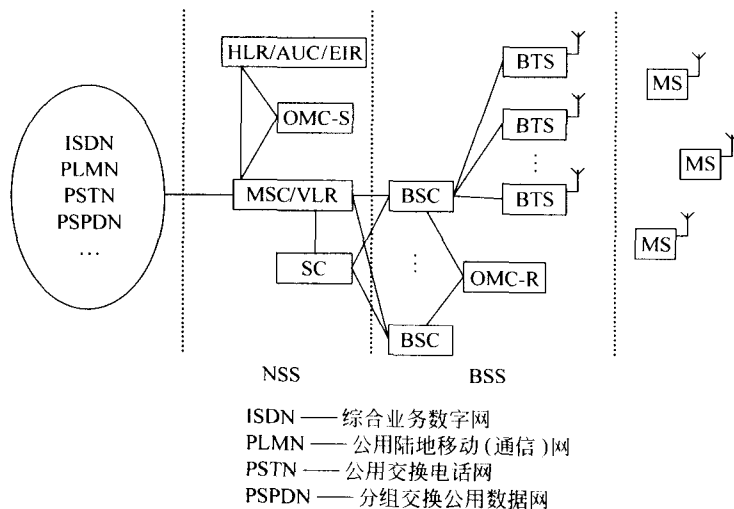 HLR/AUC/EIR
OMC-S
ISDN
PLMN
PSTN
PSPDN
…
MSC/VLR
SC
BSC
⋮
BSC
OMC-R
BTS
BTS
⋮
BTS
MS
MS
MS
NSS
BSS
ISDN —— 综合业务数字网
PLMN —— 公用陆地移动(通信)网
PSTN —— 公用交换电话网
PSPDN —— 分组交换公用数据网